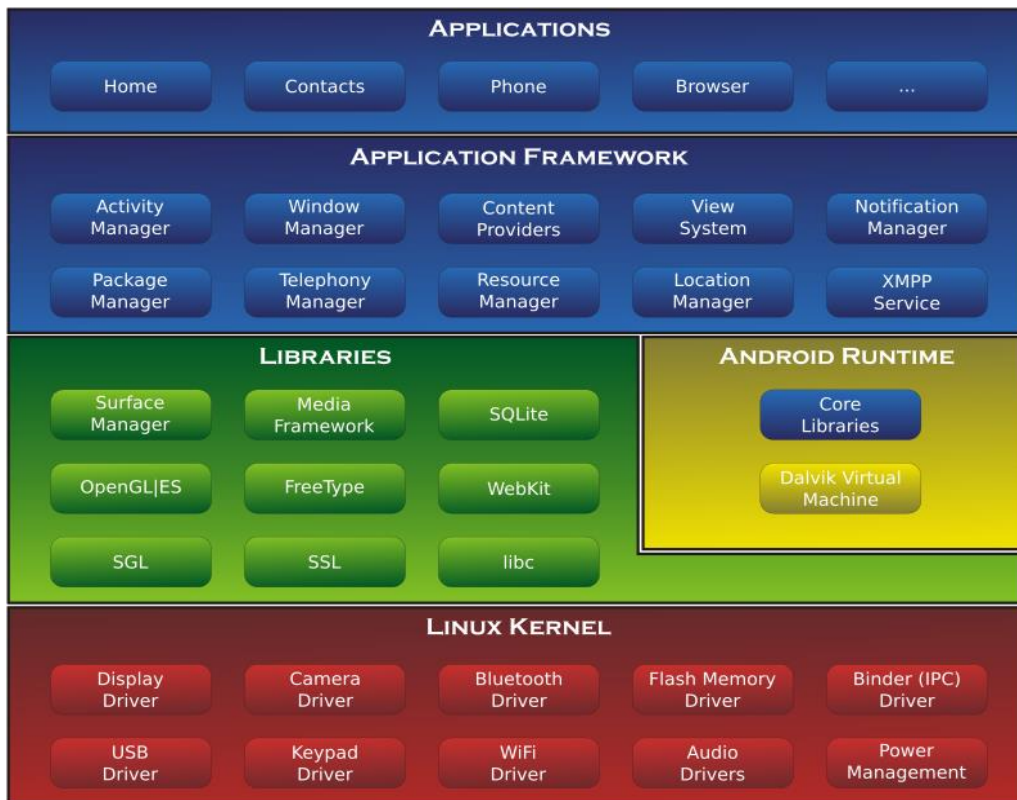 APPLICATIONS
Home
Contacts
Phone
Browser
...
APPLICATION FRAMEWORK
Activity
Manager
Window
Manager
Content
Providers
View
System
Notification
Manager
Package
Manager
Telephony
Manager
Resource
Manager
Location
Manager
XMPP
Service
LIBRARIES
Surface
Manager
Media
Framework
SQLite
OpenGL|ES
FreeType
WebKit
SGL
SSL
libc
ANDROID RUNTIME
Core
Libraries
Dalvik Virtual
Machine
LINUX KERNEL
Display
Driver
Camera
Driver
Bluetooth
Driver
Flash Memory
Driver
Binder (IPC)
Driver
USB
Driver
Keypad
Driver
WiFi
Driver
Audio
Drivers
Power
Management